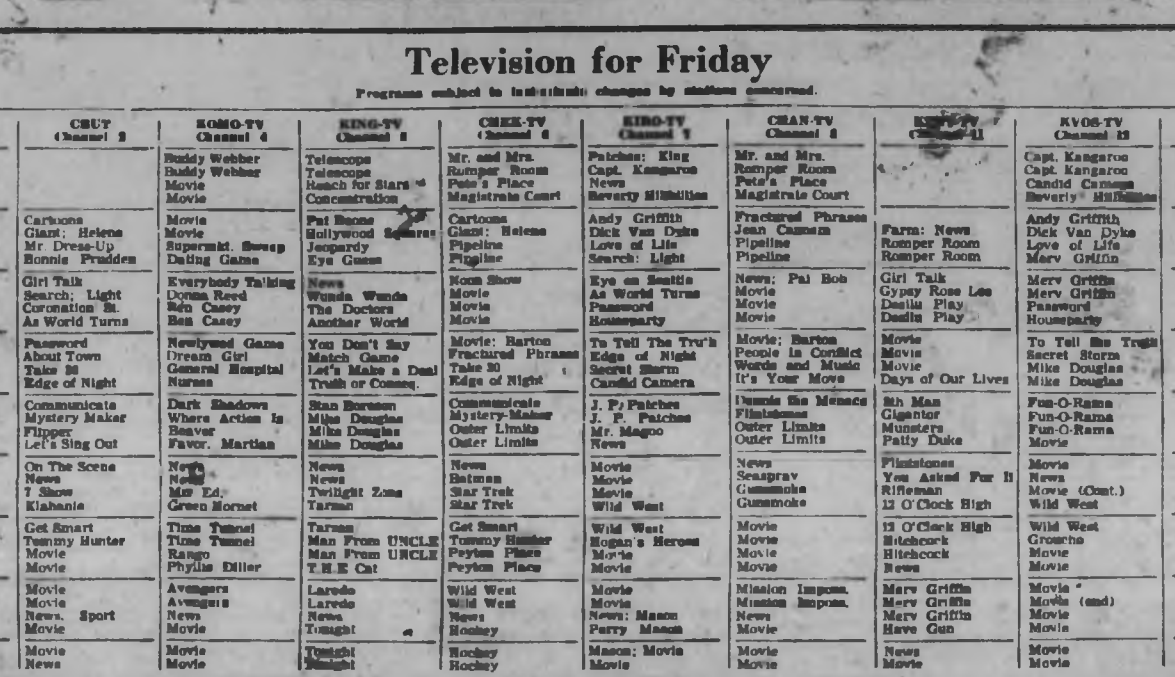 Television for Friday
Programs subject to last-minute changes by stations concerned.
CBUT
Channel 2
Cartoons
Giant; Helene
Mr. Dress-Up
Bonnie Prudden
Girl Talk
Search; Light
Coronation St.
As World Turns
Password
About Town
Take 30
Edge of Night
Communicate
Mystery Maker
Flipper
Let's Sing Out
On The Scene
News
7 Show
Klahanie
Get Smart
Tommy Hunter
Movie
Movie
Movie
Movie
News, Sport
Movie
Movie
News
KOMO-TV
Channel 4
Buddy Webber
Buddy Webber
Movie
Movie
Movie
Movie
Supermkt. Sweep
Dating Game
Everybody Talking
Donna Reed
Ben Casey
Ben Casey
Newlywed Game
Dream Girl
General Hospital
Nurses
Dark Shadows
Where Action Is
Beaver
Favor. Martian
News
News
Mr. Ed.
Green Hornet
Time Tunnel
Time Tunnel
Rango
Phyllis Diller
Avengers
Avengers
News
Movie
Movie
Movie
KING-TV
Channel 5
Telescope
Telescope
Reach for Stars
Concentration
Pat Boone
Hollywood Squares
Jeopardy
Eye Guess
News
Wunda Wunda
The Doctors
Another World
You Don't Say
Match Game
Let's Make a Deal
Truth or Conseq.
Stan Boreson
Mike Douglas
Mike Douglas
Mike Douglas
News
News
Twilight Zone
Tarzan
Tarzan
Man From UNCLE
Man From UNCLE
T.H.E Cat
Laredo
Laredo
News
Tonight
Tonight
Tonight
CHEK-TV
Channel 6
Mr. and Mrs.
Romper Room
Pete's Place
Magistrate Court
Cartoons
Giant; Helene
Pipeline
Pipeline
Noon Show
Movie
Movie
Movie
Movie; Barton
Fractured Phrases
Take 30
Edge of Night
Communicate
Mystery-Maker
Outer Limits
Outer Limits
News
Batman
Star Trek
Star Trek
Get Smart
Tommy Hunter
Peyton Place
Peyton Place
Wild West
Wild West
News
Hockey
Hockey
Hockey
KIRO-TV
Channel 7
Patches; King
Capt. Kangaroo
News
Beverly Hillbillies
Andy Griffith
Dick Van Dyke
Love of Life
Search; Light
Eye on Seattle
As World Turns
Password
Houseparty
To Tell The Truth
Edge of Night
Secret Storm
Candid Camera
J. P. Patches
J. P. Patches
Mr. Magoo
News
Movie
Movie
Movie
Wild West
Wild West
Hogan's Heroes
Movie
Movie
Movie
Movie
News; Mason
Perry Mason
Mason; Movie
Movie
CHAN-TV
Channel 8
Mr. and Mrs.
Romper Room
Pete's Place
Magistrate Court
Fractured Phrases
Jean Cannem
Pipeline
Pipeline
News; Pal Bob
Movie
Movie
Movie
Movie; Barton
People in Conflict
Words and Music
It's Your Move
Dennis the Menace
Flintstones
Outer Limits
Outer Limits
News
Seaspray
Gunsmoke
Gunsmoke
Movie
Movie
Movie
Movie
Mission Imposs.
Mission Imposs.
News
Movie
Movie
Movie
Channel 11
Farm; News
Romper Room
Romper Room
Girl Talk
Gypsy Rose Lee
Desilu Play
Desilu Play
Movie
Movie
Movie
Days of Our Lives
8th Man
Gigantor
Munsters
Patty Duke
Flintstones
You Asked For It
Rifleman
12 O'Clock High
12 O'Clock High
Hitchcock
Hitchcock
News
Merv Griffin
Merv Griffin
Merv Griffin
Have Gun
News
Movie
KVOS-TV
Channel 12
Capt. Kangaroo
Capt. Kangaroo
Candid Camera
Beverly Hillbillies
Andy Griffith
Dick Van Dyke
Love of Life
Merv Griffin
Merv Griffin
Merv Griffin
Password
Houseparty
To Tell the Truth
Secret Storm
Mike Douglas
Mike Douglas
Fun-O-Rama
Fun-O-Rama
Fun-O-Rama
Movie
Movie
News
Movie (Cont.)
Wild West
Wild West
Groucho
Movie
Movie
Movie
Movie (end)
Movie
Movie
Movie
Movie